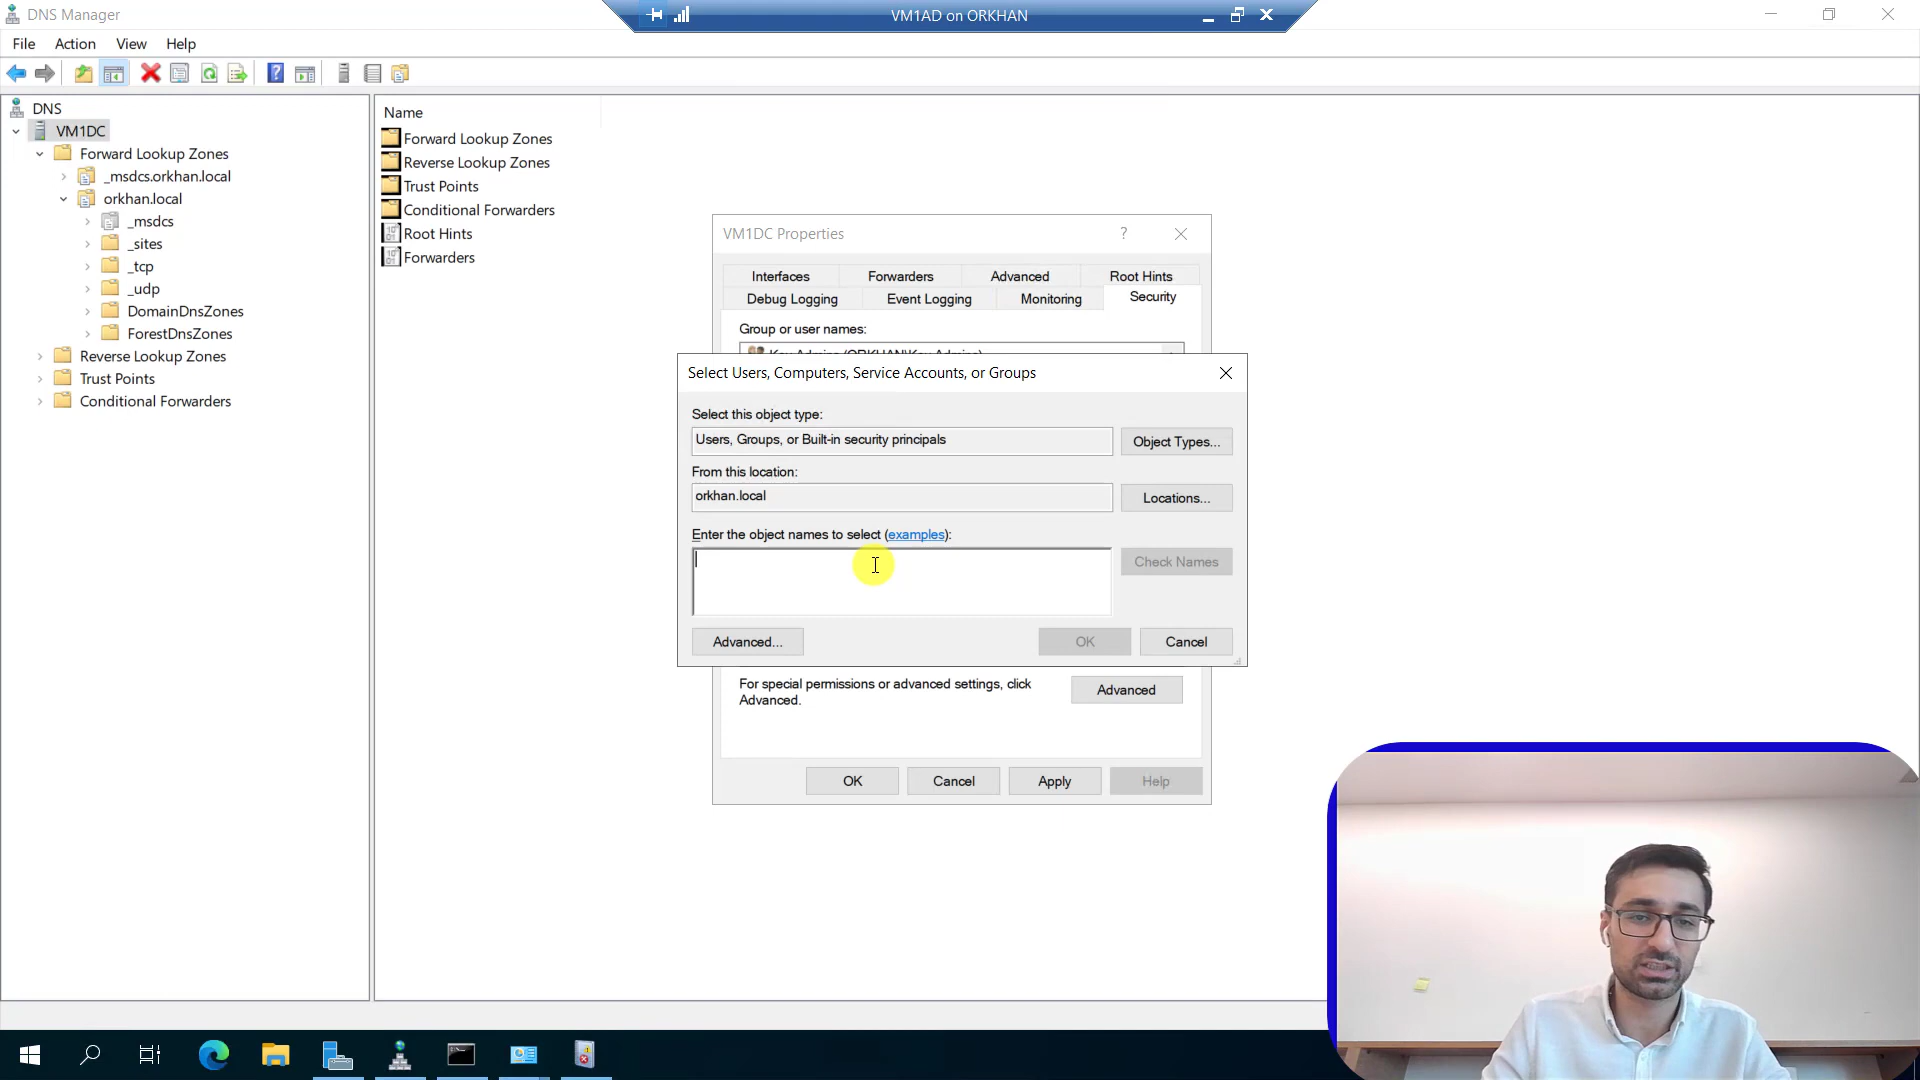 DNS Manager
VM1AD on ORKHAN
File Action View Help
DNS
VM1DC
Forward Lookup Zones
_msdcs.orkhan.local
orkhan.local
_msdcs
_sites
_tcp
_udp
DomainDnsZones
ForestDnsZones
Reverse Lookup Zones
Trust Points
Conditional Forwarders
Name
Forward Lookup Zones
Reverse Lookup Zones
Trust Points
Conditional Forwarders
Root Hints
Forwarders
VM1DC Properties
Interfaces Forwarders Advanced Root Hints
Debug Logging Event Logging Monitoring Security
Group or user names:
Key Admins (ORKHAN\Key Admins)
Select Users, Computers, Service Accounts, or Groups
Select this object type:
Users, Groups, or Built-in security principals Object Types...
From this location:
orkhan.local Locations...
Enter the object names to select (examples):
Check Names
Advanced... OK Cancel
For special permissions or advanced settings, click Advanced
Advanced.
OK Cancel Apply Help